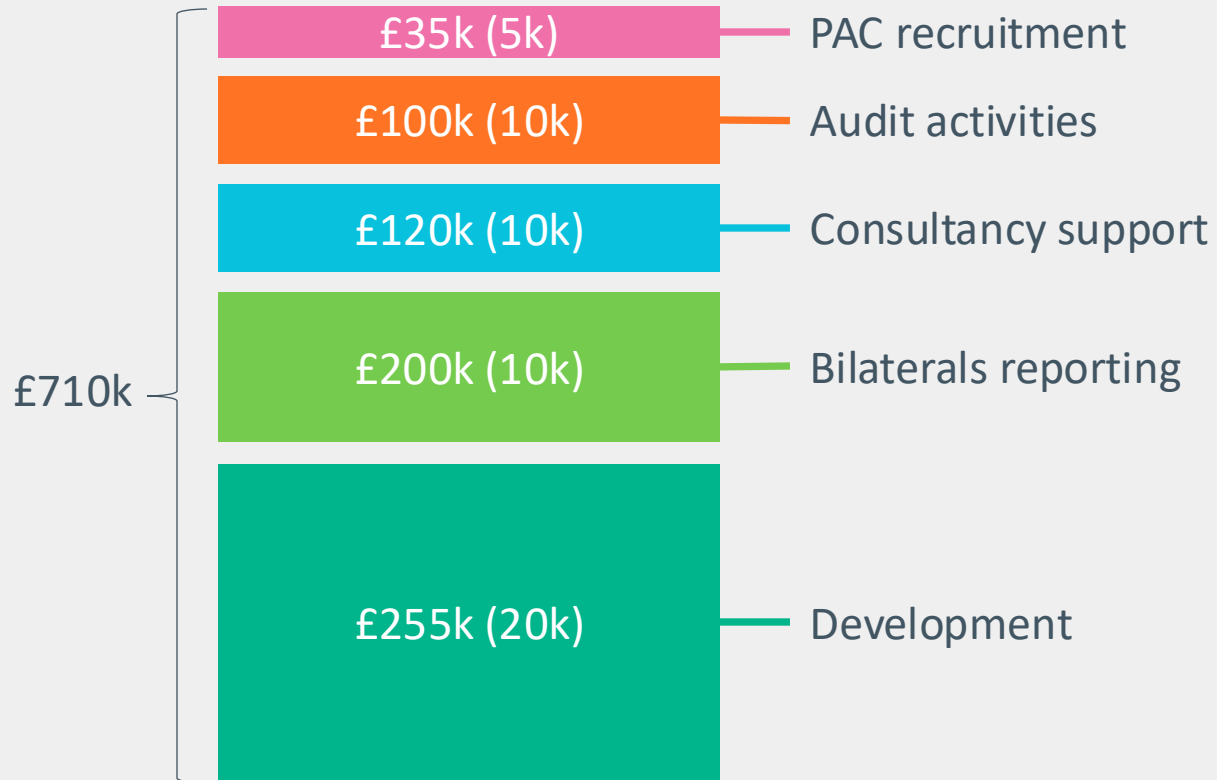 £35k (5k)
PAC recruitment
£100k (10k)
Audit activities
£120k (10k)
Consultancy support
£200k (10k)
Bilaterals reporting
£710k
£255k (20k)
Development